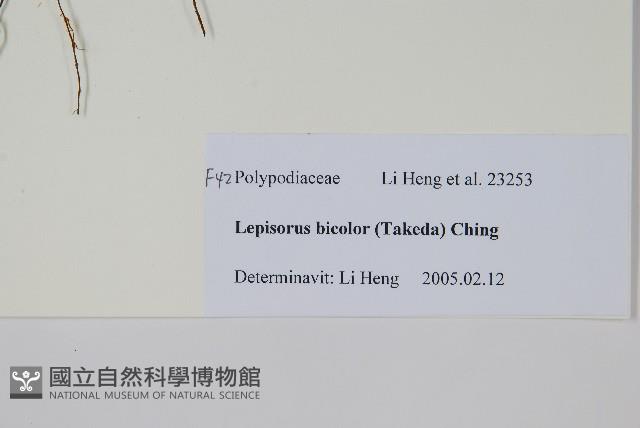 F42 Polypodiaceae Li Heng et al. 23253
Lepisorus bicolor (Takeda) Ching
Determinavit: Li Heng 2005.02.12
國立自然科學博物館
NATIONAL MUSEUM OF NATURAL SCIENCE